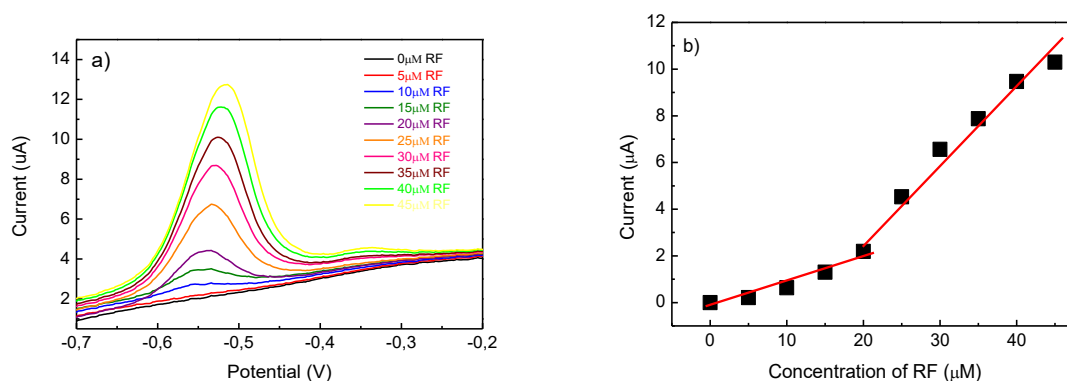 a)
14
12
10
8
6
4
2
Current (uA)
-0,7 -0,6 -0,5 -0,4 -0,3 -0,2
Potential (V)
0μM RF
5μM RF
10μM RF
15μM RF
20μM RF
25μM RF
30μM RF
35μM RF
40μM RF
45μM RF
b)
12
10
8
6
4
2
0
Current (μA)
0 10 20 30 40
Concentration of RF (μM)